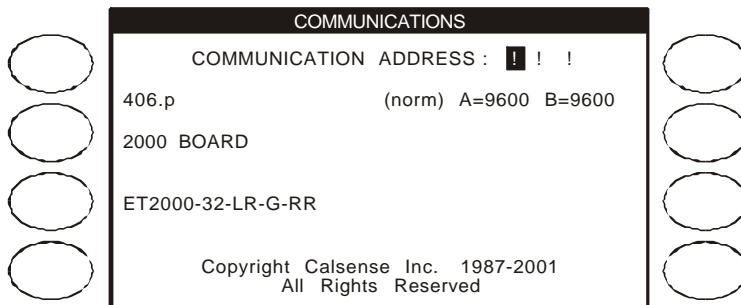 COMMUNICATIONS
COMMUNICATION ADDRESS : ! ! !
406.p (norm) A=9600 B=9600
2000 BOARD
ET2000-32-LR-G-RR
Copyright Calsense Inc. 1987-2001
All Rights Reserved